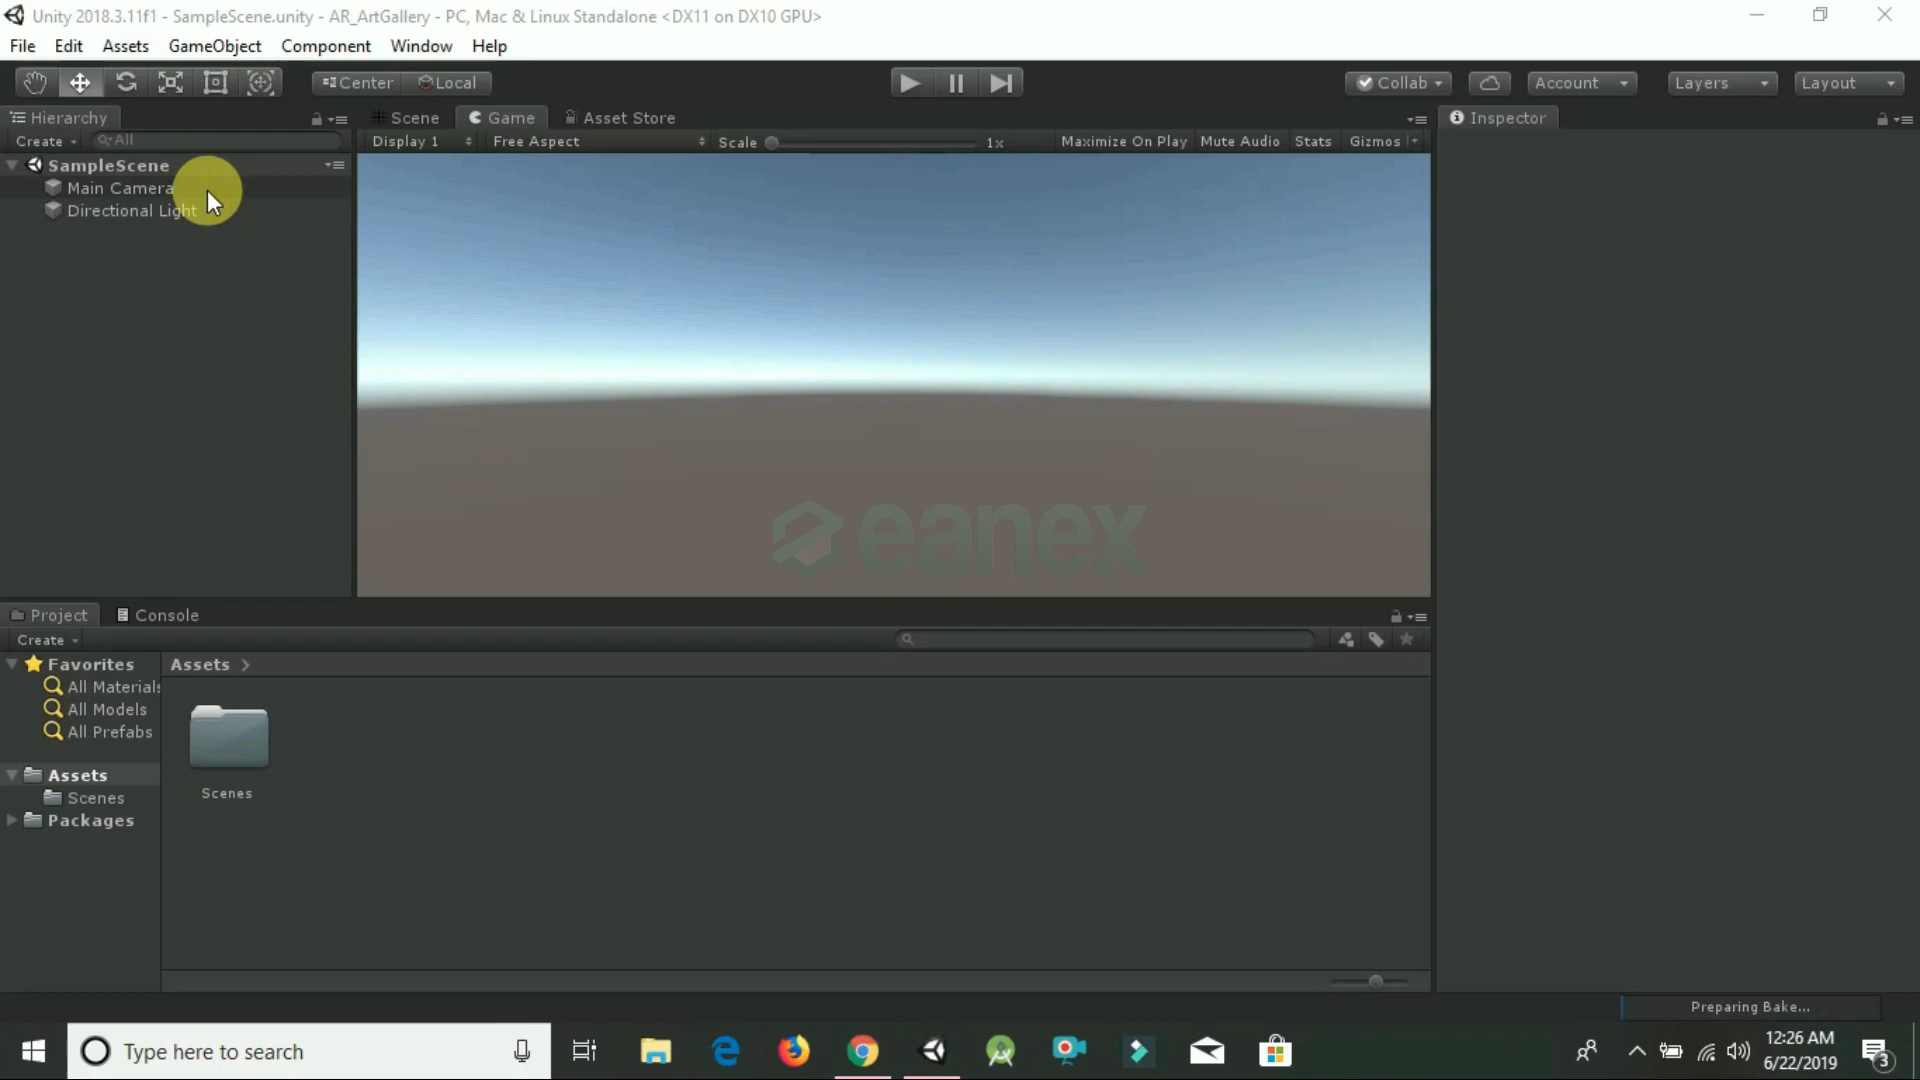 Unity 2018.3.11f1 - SampleScene.unity - AR_ArtGallery - PC, Mac & Linux Standalone <DX11 on DX10 GPU>
File Edit Assets GameObject Component Window Help
Center Local Collab Account Layers Layout
Hierarchy Scene Game Asset Store Inspector
Create All Display 1 Free Aspect Scale 1x Maximize On Play Mute Audio Stats Gizmos
SampleScene
Main Camera
Directional Light
eanex
Project Console
Create
Favorites Assets
All Materials
All Models
All Prefabs
Assets
Scenes Scenes
Packages
Preparing Bake...
Type here to search
12:26 AM
6/22/2019
3